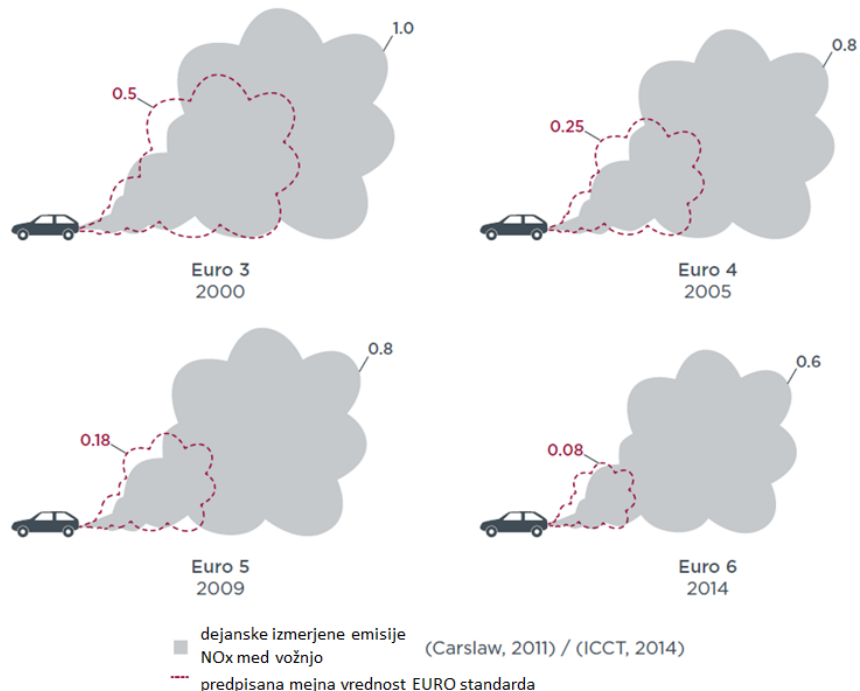 1.0
0.5
Euro 3
2000
0.8
0.25
Euro 4
2005
0.8
0.18
Euro 5
2009
0.6
0.08
Euro 6
2014
dejanske izmerjene emisije
NOx med vožnjo
(Carslaw, 2011) / (ICCT, 2014)
predpisana mejna vrednost EURO standarda